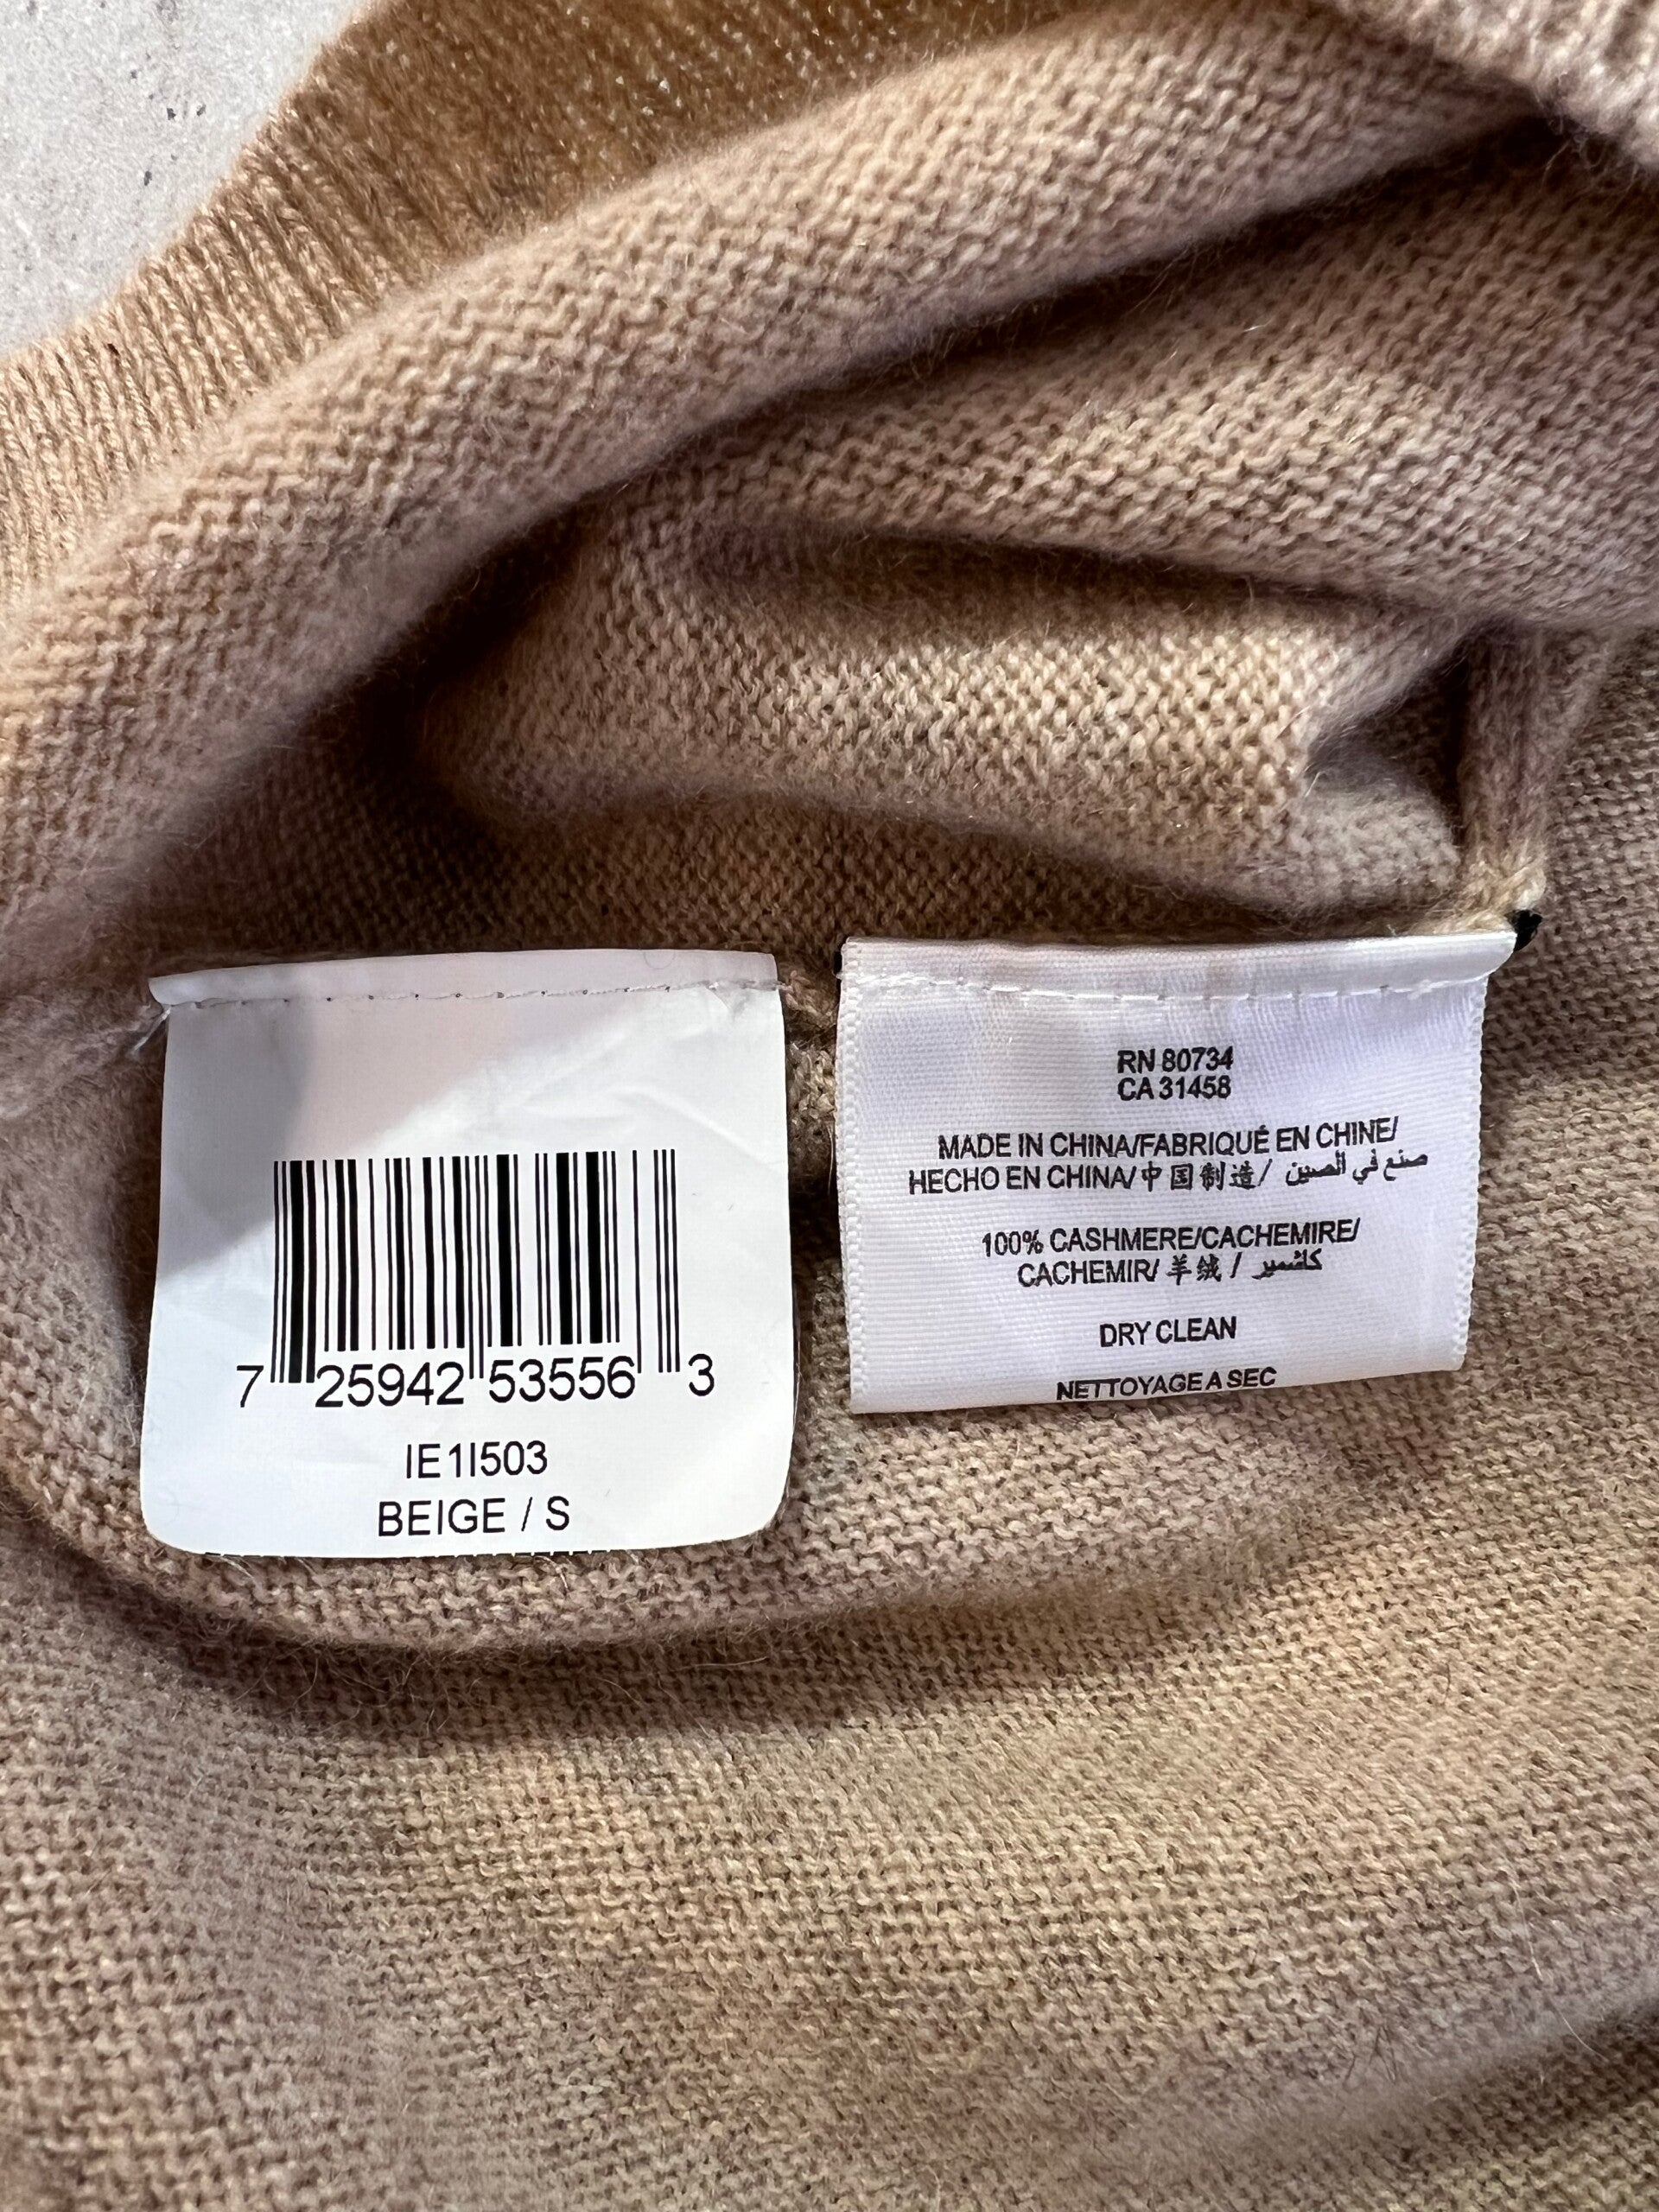 7 25942 53556 3
IE1I503
BEIGE / S
RN 80734
CA 31458
MADE IN CHINA/FABRIQUÉ EN CHINE/
HECHO EN CHINA/中国制造/ صنع في الصين
100% CASHMERE/CACHEMIRE/
CACHEMIR/ 羊绒 / كاشمير
DRY CLEAN
NETTOYAGE A SEC